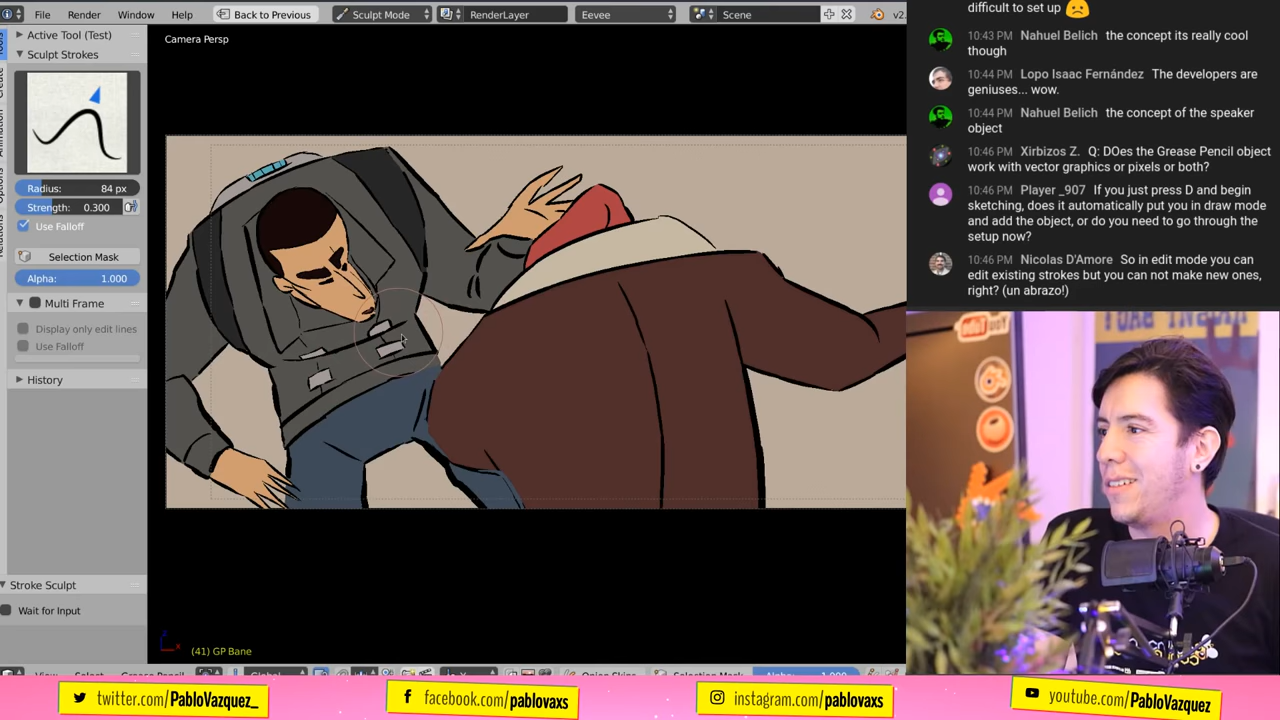 File Render Window Help Back to Previous Sculpt Mode RenderLayer Eevee Scene v2.
Active Tool (Test)
Sculpt Strokes
Radius: 84 px
Strength: 0.300
Use Falloff
Selection Mask
Alpha: 1.000
Multi Frame
Display only edit lines
Use Falloff
History
Stroke Sculpt
Wait for Input
Tools
Create
Animation
Options
Camera Persp
(41) GP Bane
difficult to set up 🙁
10:43 PM Nahuel Belich the concept its really cool
though
10:44 PM Lopo Isaac Fernández The developers are
geniuses... wow.
10:44 PM Nahuel Belich the concept of the speaker
object
10:46 PM Xirbizos Z. Q: DOes the Grease Pencil object
work with vector graphics or pixels or both?
10:46 PM Player _907 If you just press D and begin
sketching, does it automatically put you in draw mode
and add the object, or do you need to go through the
setup now?
10:46 PM Nicolas D'Amore So in edit mode you can
edit existing strokes but you can not make new ones,
right? (un abrazo!)
twitter.com/PabloVazquez_
facebook.com/pablovaxs
instagram.com/pablovaxs
youtube.com/PabloVazquez